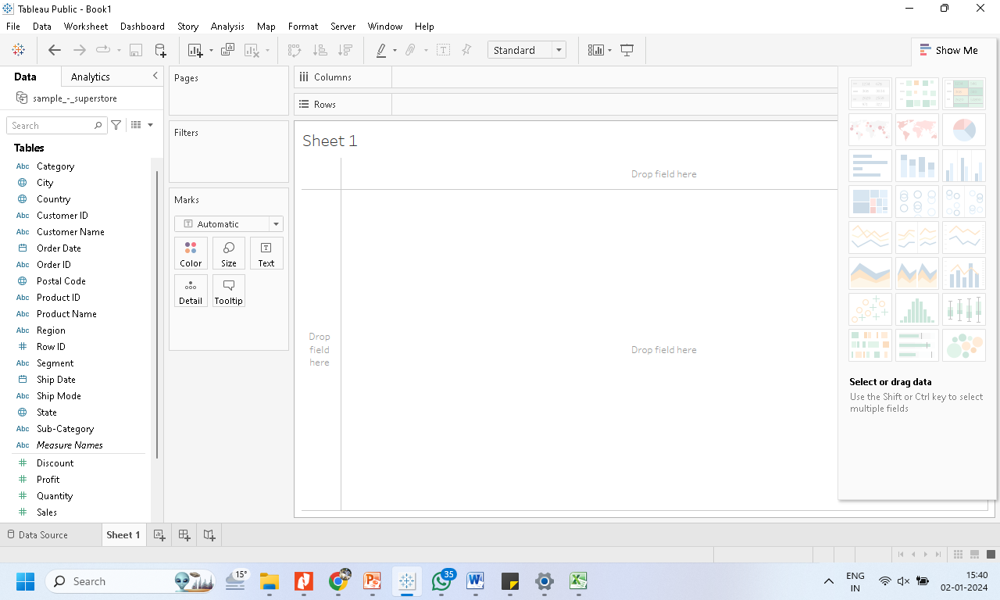 Tableau Public - Book1
File Data Worksheet Dashboard Story Analysis Map Format Server Window Help
Standard
Show Me
Data Analytics
sample_-_superstore
Search
Tables
Abc Category
City
Country
Abc Customer ID
Abc Customer Name
Order Date
Abc Order ID
Postal Code
Abc Product ID
Abc Product Name
Abc Region
Row ID
Abc Segment
Ship Date
Abc Ship Mode
State
Abc Sub-Category
Abc Measure Names
Discount
Profit
Quantity
Sales
Pages
Filters
Marks
Automatic
Color Size Text
Detail Tooltip
Columns
Rows
Sheet 1
Drop field here
Drop
field
here
Drop field here
Select or drag data
Use the Shift or Ctrl key to select
multiple fields
Data Source Sheet 1
Search
15°
35
ENG
IN
15:40
02-01-2024